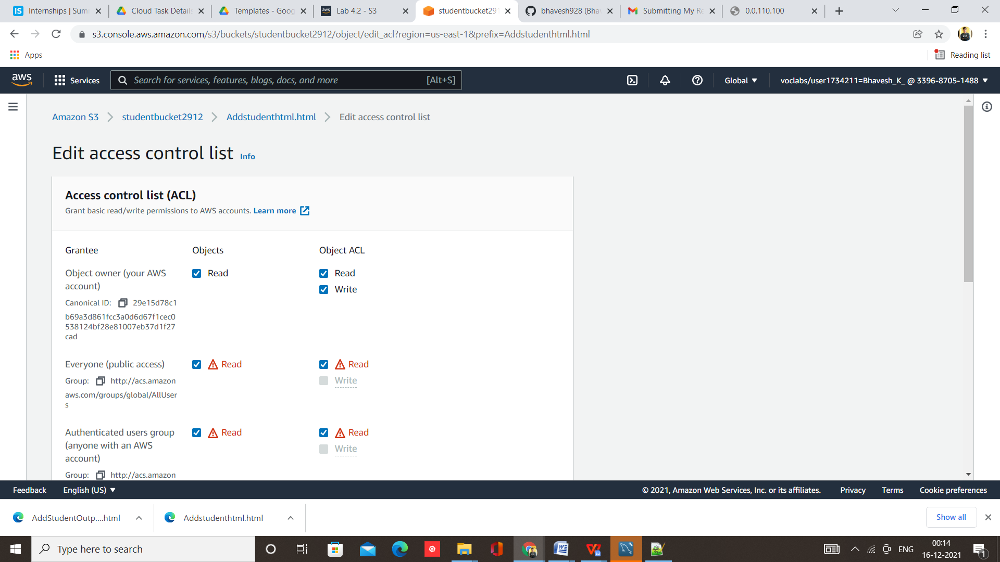 Internships | Sum
Cloud Task Details
Templates - Goog
Lab 4.2 - S3
studentbucket291
bhavesh928 (Bhav
Submitting My Re
0.0.110.100
s3.console.aws.amazon.com/s3/buckets/studentbucket2912/object/edit_acl?region=us-east-1&prefix=Addstudenthtml.html
Apps
Reading list
aws
Services
Search for services, features, blogs, docs, and more
[Alt+S]
Global
voclabs/user1734211=Bhavesh_K_ @ 3396-8705-1488
Amazon S3
studentbucket2912
Addstudenthtml.html
Edit access control list
Edit access control list Info
Access control list (ACL)
Grant basic read/write permissions to AWS accounts. Learn more
Grantee Objects Object ACL
Object owner (your AWS
account)
Read
Read
Write
Canonical ID: 29e15d78c1
b69a3d861fcc3a0d6d67f1cec0
538124bf28e81007eb37d1f27
cad
Everyone (public access)
Read
Read
Write
Group: http://acs.amazon
aws.com/groups/global/AllUser
s
Authenticated users group
(anyone with an AWS
account)
Read
Read
Write
Group: http://acs.amazon
Feedback
English (US)
© 2021, Amazon Web Services, Inc. or its affiliates.
Privacy
Terms
Cookie preferences
AddStudentOutp....html
Addstudenthtml.html
Show all
Type here to search
ENG
00:14
16-12-2021
1